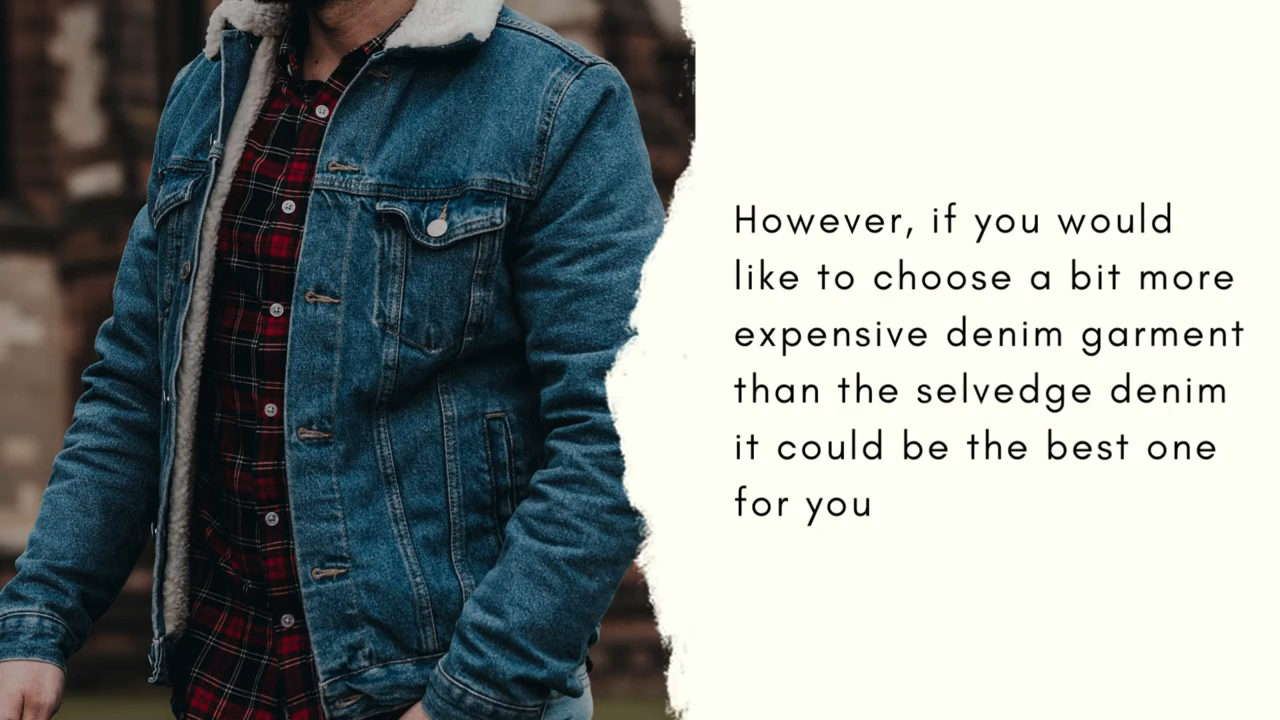 However, if you would
like to choose a bit more
expensive denim garment
than the selvedge denim
it could be the best one
for you